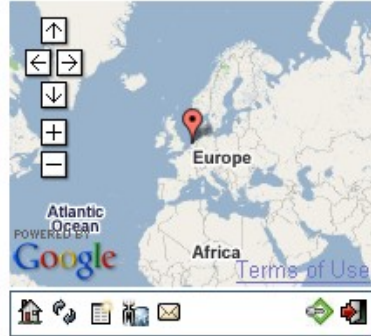 Europe
Atlantic
Ocean
POWERED BY
Google
Africa
Terms of Use